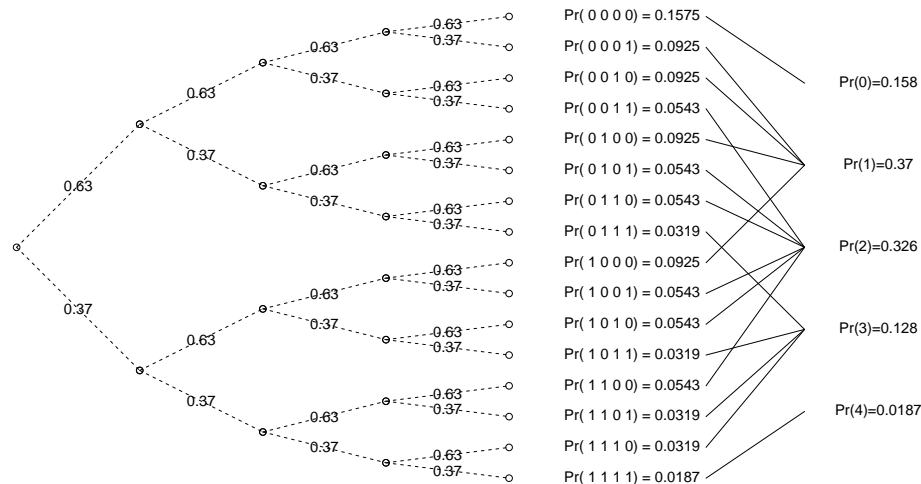 0.63
0.37
0.63
0.37
0.63
0.37
0.63
0.37
0.63
0.37
0.63
0.37
0.63
0.37
0.63
0.37
0.63
0.37
0.63
0.37
0.63
0.37
0.63
0.37
0.63
0.37
0.63
0.37
0.63
0.37
Pr( 0 0 0 0) = 0.1575
Pr( 0 0 0 1) = 0.0925
Pr( 0 0 1 0) = 0.0925
Pr( 0 0 1 1) = 0.0543
Pr( 0 1 0 0) = 0.0925
Pr( 0 1 0 1) = 0.0543
Pr( 0 1 1 0) = 0.0543
Pr( 0 1 1 1) = 0.0319
Pr( 1 0 0 0) = 0.0925
Pr( 1 0 0 1) = 0.0543
Pr( 1 0 1 0) = 0.0543
Pr( 1 0 1 1) = 0.0319
Pr( 1 1 0 0) = 0.0543
Pr( 1 1 0 1) = 0.0319
Pr( 1 1 1 0) = 0.0319
Pr( 1 1 1 1) = 0.0187
Pr(0)=0.158
Pr(1)=0.37
Pr(2)=0.326
Pr(3)=0.128
Pr(4)=0.0187